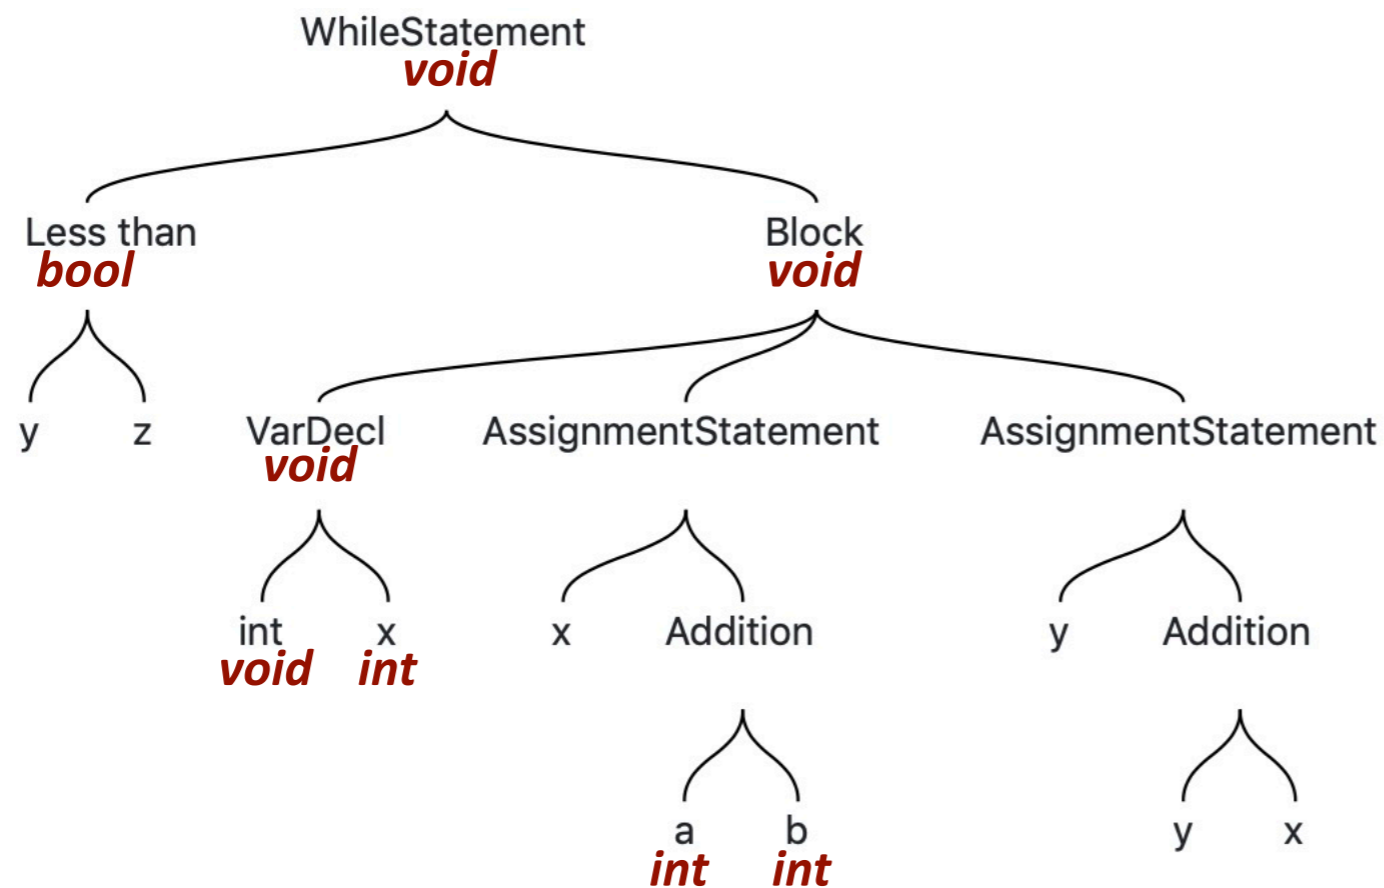 WhileStatement
void
Less than
bool
Block
void
y
z
VarDecl
void
AssignmentStatement
AssignmentStatement
int
void
x
int
x
Addition
y
Addition
a
int
b
int
y
x